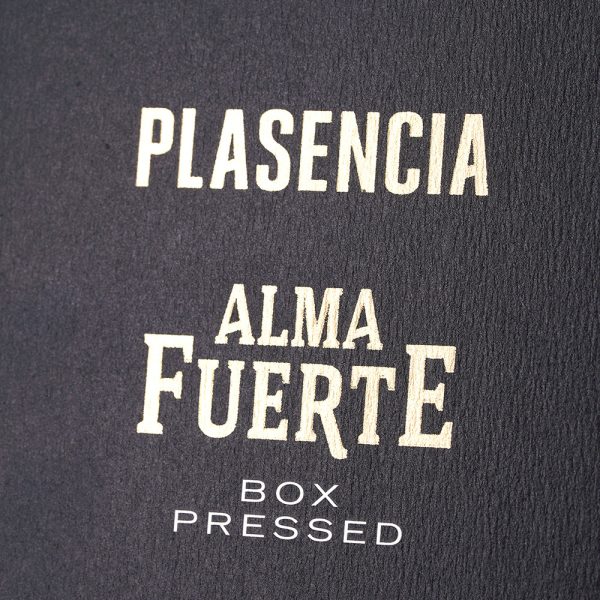 PLASENCIA
ALMA
FUERTE
BOX
PRESSED